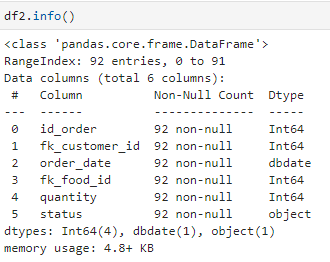 df2.info()
<class 'pandas.core.frame.DataFrame'>
RangeIndex: 92 entries, 0 to 91
Data columns (total 6 columns):
 #   Column          Non-Null Count  Dtype
---  ------          --------------  -----
 0   id_order        92 non-null     Int64
 1   fk_customer_id  92 non-null     Int64
 2   order_date      92 non-null     dbdate
 3   fk_food_id      92 non-null     Int64
 4   quantity        92 non-null     Int64
 5   status          92 non-null     object
dtypes: Int64(4), dbdate(1), object(1)
memory usage: 4.8+ KB